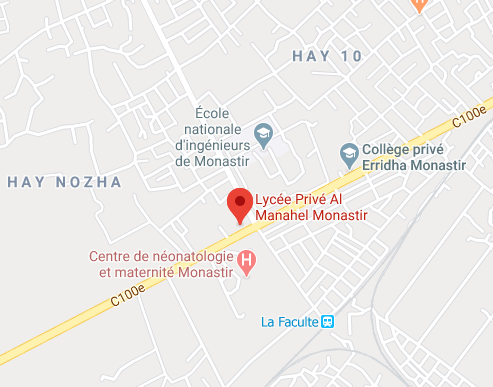 HAY 10
C100e
École
nationale
d'ingénieurs
de Monastir
Collège privé
Erridha Monastir
HAY NOZHA
Lycée Privé Al
Manahel Monastir
Centre de néonatologie
et maternité Monastir
H
C100e
La Faculte